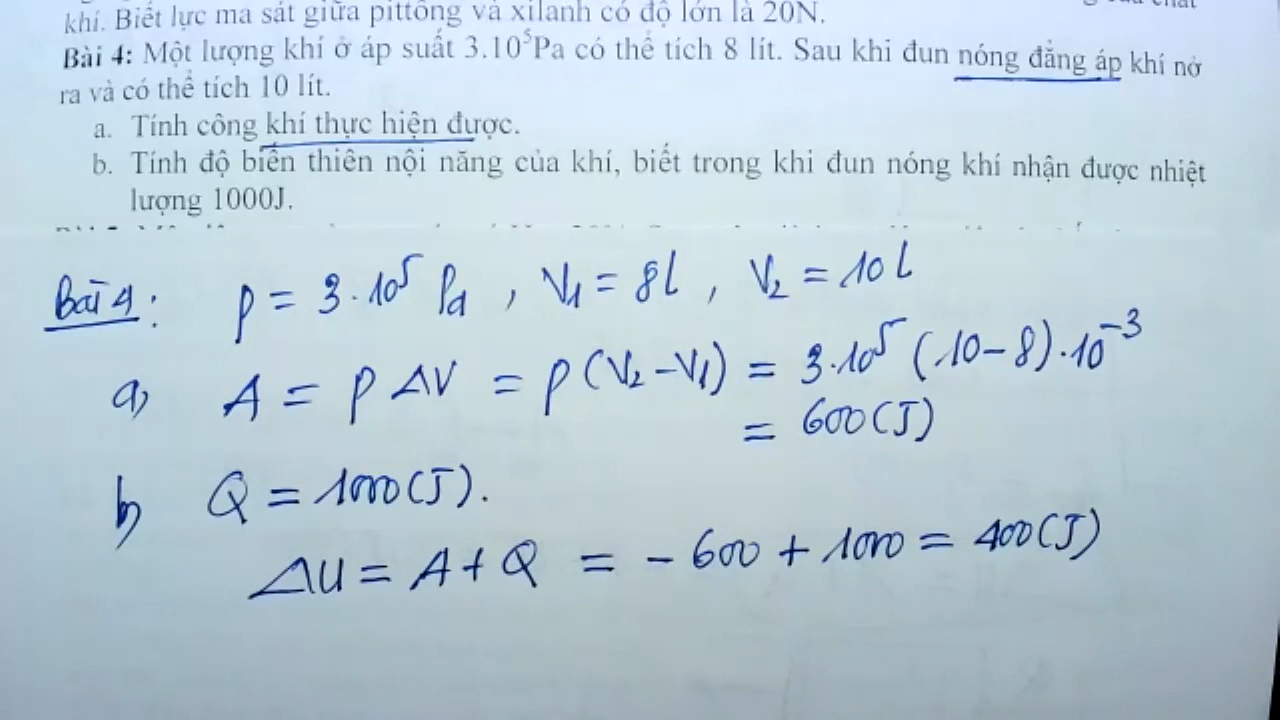 khí. Biết lực ma sát giữa pittông và xilanh có độ lớn là 20N.
Bài 4: Một lượng khí ở áp suất 3.10⁵Pa có thể tích 8 lít. Sau khi đun nóng đẳng áp khí nở
ra và có thể tích 10 lít.
a. Tính công khí thực hiện được.
b. Tính độ biến thiên nội năng của khí, biết trong khi đun nóng khí nhận được nhiệt
lượng 1000J.
Bài 4: p = 3·10⁵ Pa, V₁ = 8l, V₂ = 10l
a, A = p ΔV = p(V₂-V₁) = 3·10⁵(10-8)·10⁻³
= 600(J)
b, Q = 1000(J).
ΔU = A+Q = -600 + 1000 = 400(J)